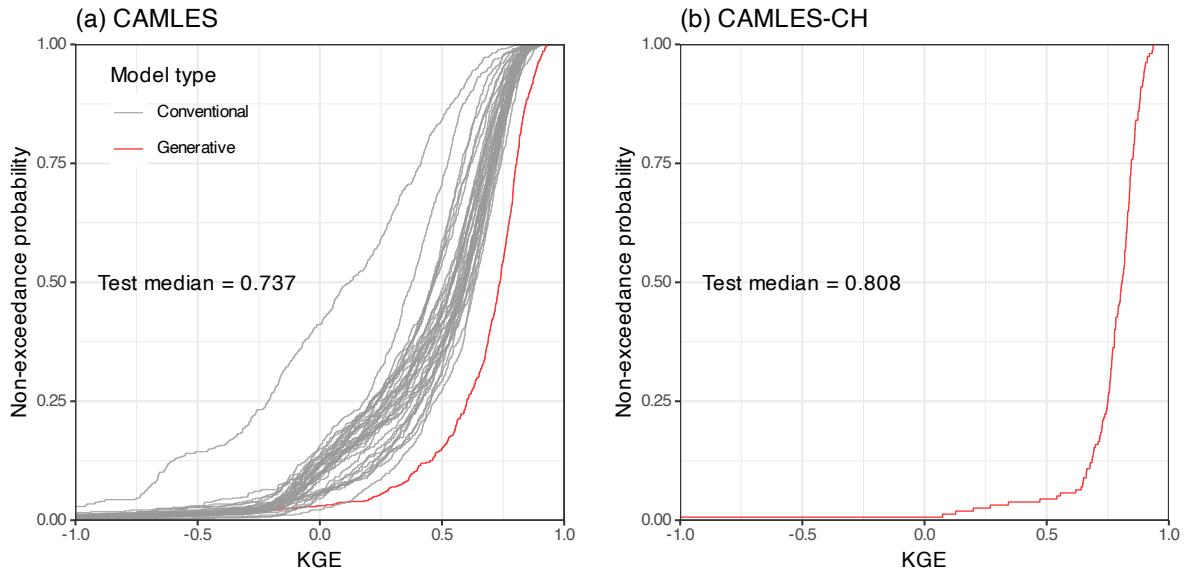 (a) CAMLES
Model type
Conventional
Generative
Test median = 0.737
Non-exceedance probability
1.00
0.75
0.50
0.25
0.00
-1.0
-0.5
0.0
0.5
1.0
KGE
(b) CAMLES-CH
Test median = 0.808
Non-exceedance probability
1.00
0.75
0.50
0.25
0.00
-1.0
-0.5
0.0
0.5
1.0
KGE